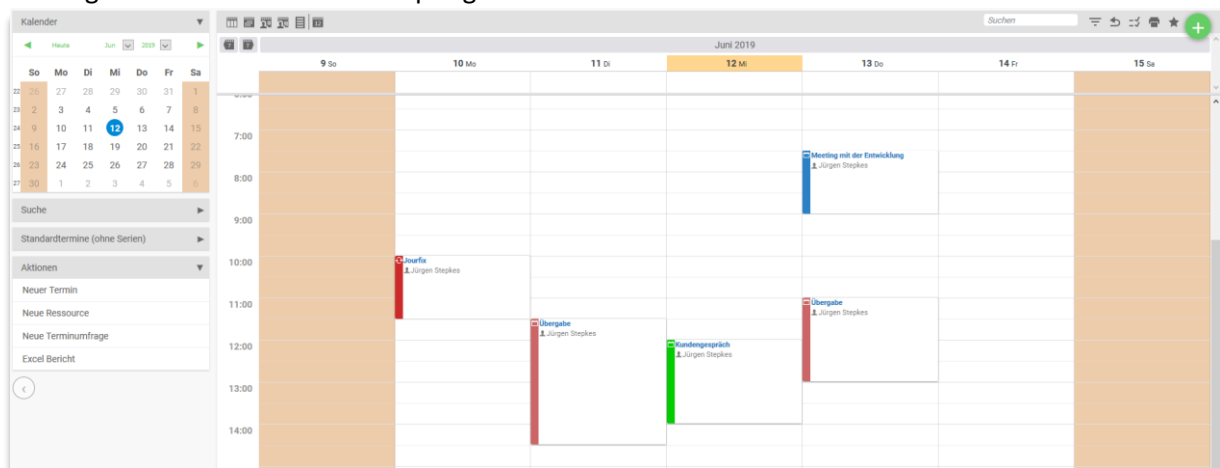 Kalender
Suchen
Heute Jun 2019
7 7
Juni 2019
So Mo Di Mi Do Fr Sa
9 So 10 Mo 11 Di 12 Mi 13 Do 14 Fr 15 Sa
22 26 27 28 29 30 31 1
23 2 3 4 5 6 7 8
24 9 10 11 12 13 14 15
25 16 17 18 19 20 21 22
26 23 24 25 26 27 28 29
27 30 1 2 3 4 5 6
Suche
Standardtermine (ohne Serien)
Aktionen
Neuer Termin
Neue Ressource
Neue Terminumfrage
Excel Bericht
7:00
Meeting mit der Entwicklung
Jürgen Stepkes
8:00
9:00
10:00
Jourfix
Jürgen Stepkes
11:00
Übergabe
Jürgen Stepkes
Übergabe
Jürgen Stepkes
12:00
Kundengespräch
Jürgen Stepkes
13:00
14:00